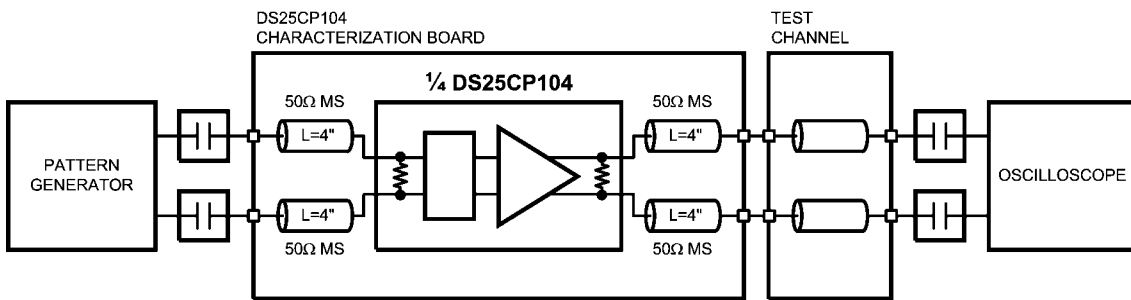 DS25CP104
CHARACTERIZATION BOARD
TEST
CHANNEL
¼ DS25CP104
50Ω MS
50Ω MS
L=4"
L=4"
PATTERN
GENERATOR
OSCILLOSCOPE
L=4"
L=4"
50Ω MS
50Ω MS